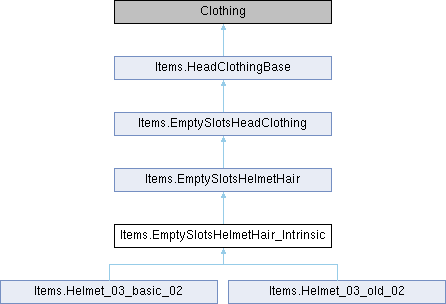 Clothing
Items.HeadClothingBase
Items.EmptySlotsHeadClothing
Items.EmptySlotsHelmetHair
Items.EmptySlotsHelmetHair_Intrinsic
Items.Helmet_03_basic_02
Items.Helmet_03_old_02